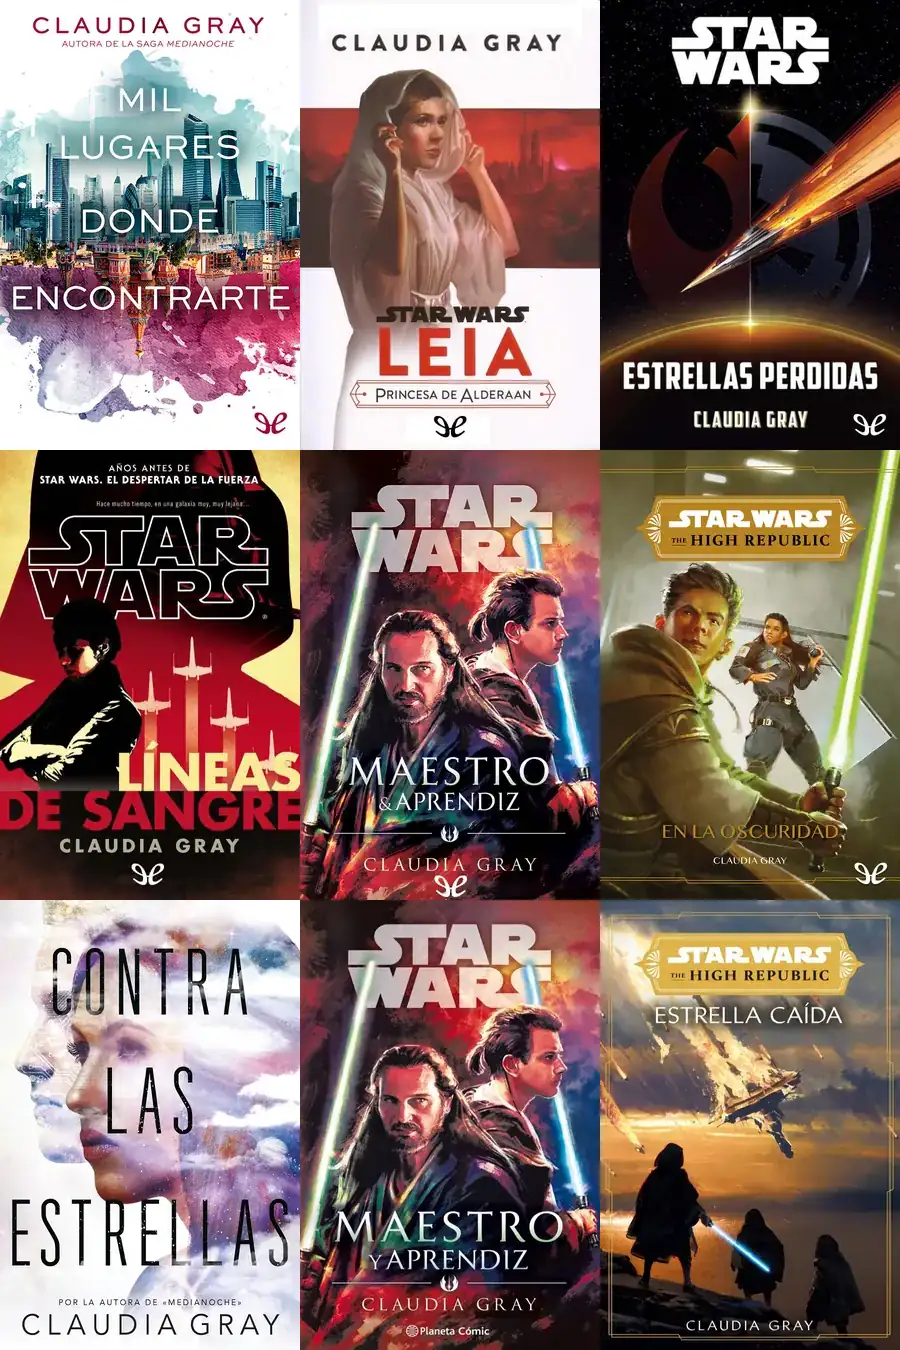 CLAUDIA GRAY
AUTORA DE LA SAGA MEDIANOCHE
MIL
LUGARES
DONDE
ENCONTRARTE
CLAUDIA GRAY
STAR WARS
LEIA
PRINCESA DE ALDERAAN
STAR
WARS
ESTRELLAS PERDIDAS
CLAUDIA GRAY
AÑOS ANTES DE
STAR WARS. EL DESPERTAR DE LA FUERZA
Hace mucho tiempo, en una galaxia muy, muy lejana...
STAR
WARS
LÍNEAS
DE SANGRE
CLAUDIA GRAY
STAR
WARS
MAESTRO
& APRENDIZ
CLAUDIA GRAY
STAR WARS
THE HIGH REPUBLIC
EN LA OSCURIDAD
CLAUDIA GRAY
CONTRA
LAS
ESTRELLAS
POR LA AUTORA DE «MEDIANOCHE»
CLAUDIA GRAY
STAR
WARS
MAESTRO
Y APRENDIZ
CLAUDIA GRAY
Planeta Cómic
STAR WARS
THE HIGH REPUBLIC
ESTRELLA CAÍDA
CLAUDIA GRAY